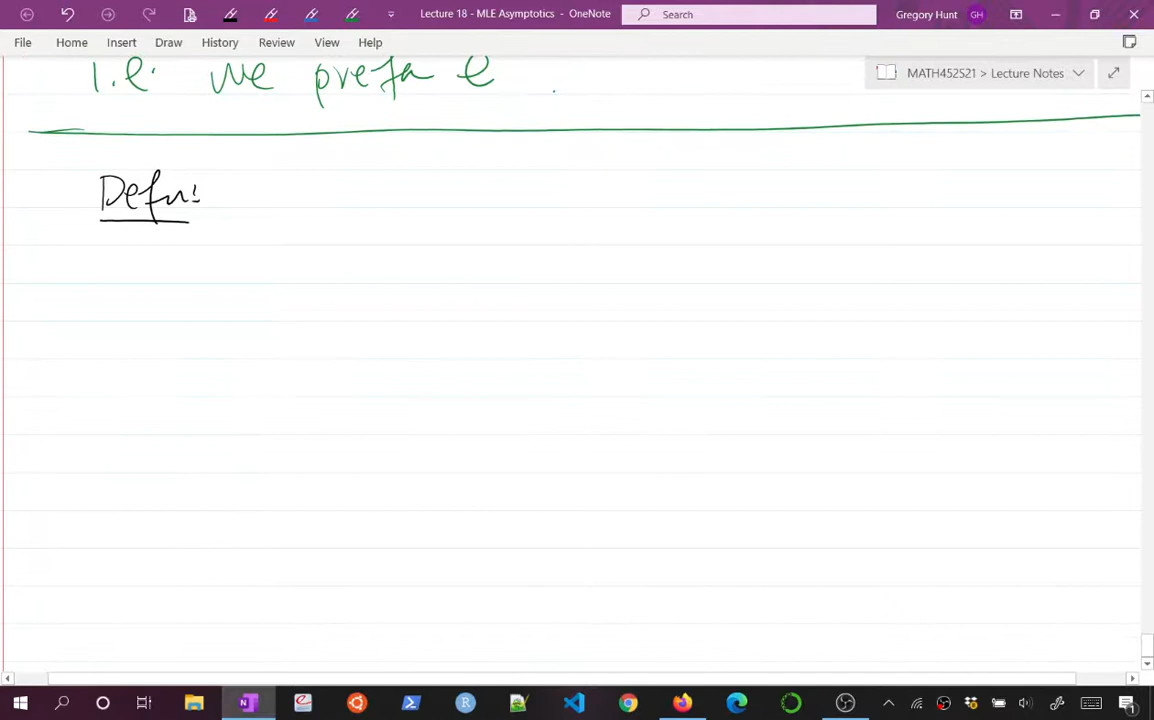 Lecture 18 - MLE Asymptotics - OneNote
Search
Gregory Hunt GH
File Home Insert Draw History Review View Help
MATH452S21 > Lecture Notes
i.e. we prefer
Defn: